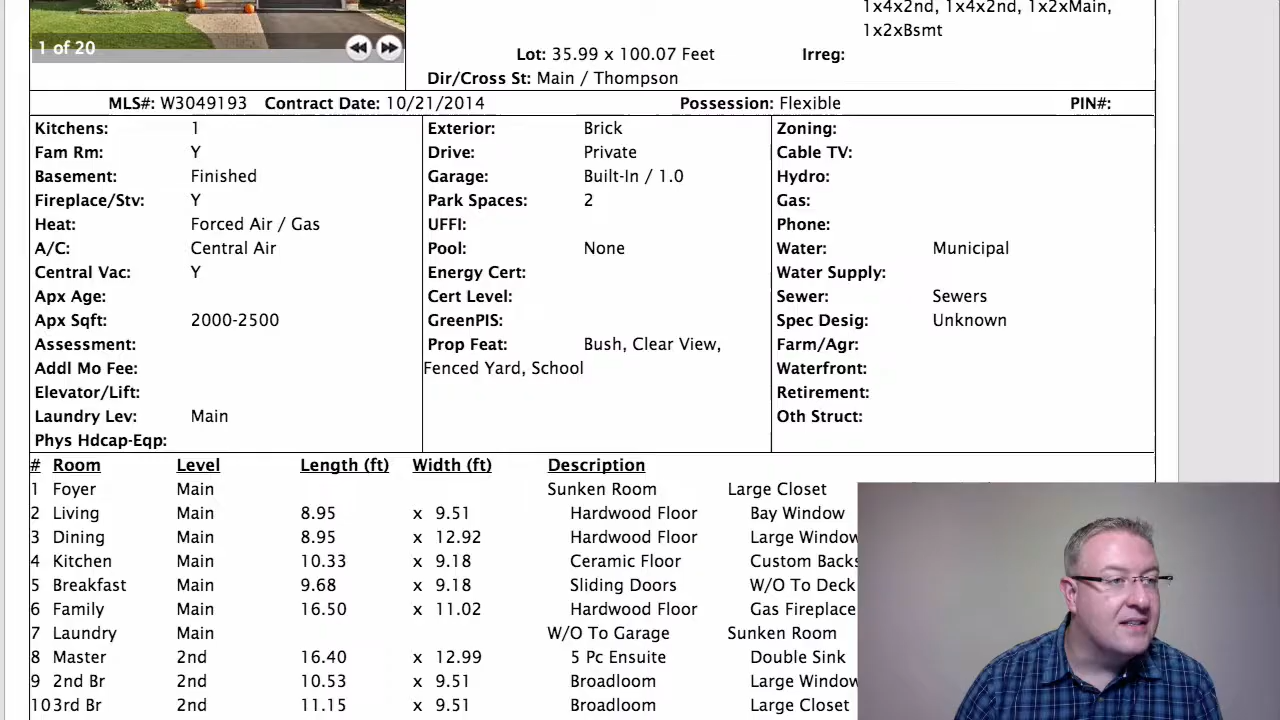 1x4x2nd, 1x4x2nd, 1x2xMain,
1x2xBsmt
1 of 20
Lot: 35.99 x 100.07 Feet Irreg:
Dir/Cross St: Main / Thompson
MLS#: W3049193 Contract Date: 10/21/2014 Possession: Flexible PIN#:
Kitchens: 1 Exterior: Brick Zoning:
Fam Rm: Y Drive: Private Cable TV:
Basement: Finished Garage: Built-In / 1.0 Hydro:
Fireplace/Stv: Y Park Spaces: 2 Gas:
Heat: Forced Air / Gas UFFI: Phone:
A/C: Central Air Pool: None Water: Municipal
Central Vac: Y Energy Cert: Water Supply:
Apx Age: Cert Level: Sewer: Sewers
Apx Sqft: 2000-2500 GreenPIS: Spec Desig: Unknown
Assessment: Prop Feat: Bush, Clear View, Farm/Agr:
Addl Mo Fee: Fenced Yard, School Waterfront:
Elevator/Lift: Retirement:
Laundry Lev: Main Oth Struct:
Phys Hdcap-Eqp:
# Room Level Length (ft) Width (ft) Description
1 Foyer Main Sunken Room Large Closet
2 Living Main 8.95 x 9.51 Hardwood Floor Bay Window
3 Dining Main 8.95 x 12.92 Hardwood Floor Large Window
4 Kitchen Main 10.33 x 9.18 Ceramic Floor Custom Backs
5 Breakfast Main 9.68 x 9.18 Sliding Doors W/O To Deck
6 Family Main 16.50 x 11.02 Hardwood Floor Gas Fireplace
7 Laundry Main W/O To Garage Sunken Room
8 Master 2nd 16.40 x 12.99 5 Pc Ensuite Double Sink
9 2nd Br 2nd 10.53 x 9.51 Broadloom Large Window
10 3rd Br 2nd 11.15 x 9.51 Broadloom Large Closet